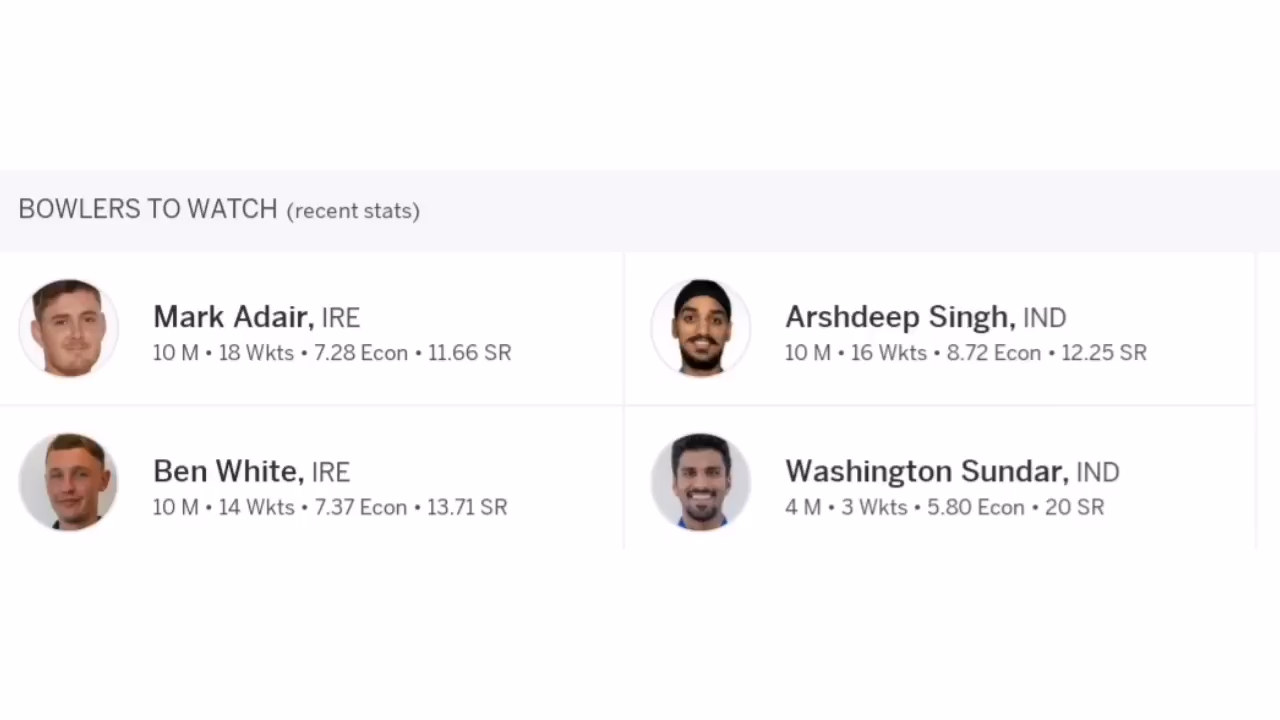 BOWLERS TO WATCH (recent stats)
Mark Adair, IRE
10 M • 18 Wkts • 7.28 Econ • 11.66 SR
Arshdeep Singh, IND
10 M • 16 Wkts • 8.72 Econ • 12.25 SR
Ben White, IRE
10 M • 14 Wkts • 7.37 Econ • 13.71 SR
Washington Sundar, IND
4 M • 3 Wkts • 5.80 Econ • 20 SR